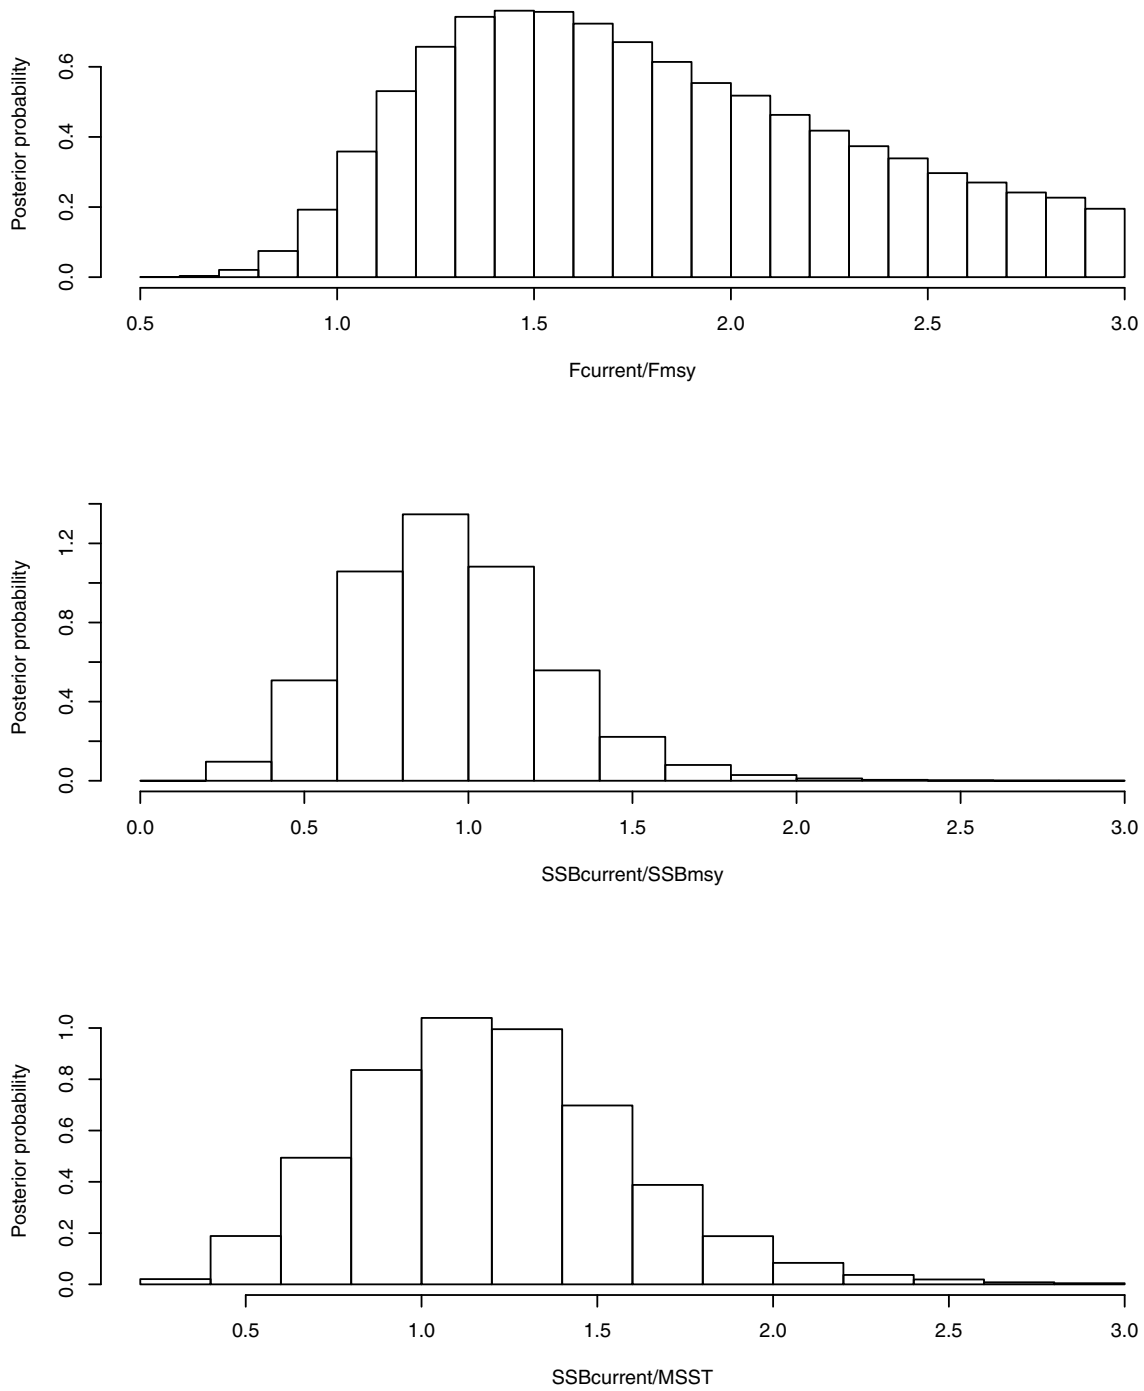 Posterior probability
0.0 0.2 0.4 0.6
0.5 1.0 1.5 2.0 2.5 3.0
Fcurrent/Fmsy
Posterior probability
0.0 0.4 0.8 1.2
0.0 0.5 1.0 1.5 2.0 2.5 3.0
SSBcurrent/SSBmsy
Posterior probability
0.0 0.2 0.4 0.6 0.8 1.0
0.5 1.0 1.5 2.0 2.5 3.0
SSBcurrent/MSST